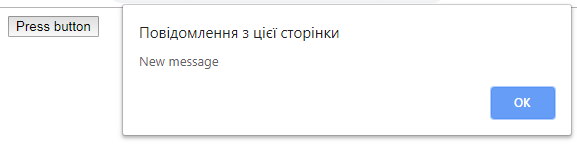 Press button
Повідомлення з цієї сторінки
New message
OK